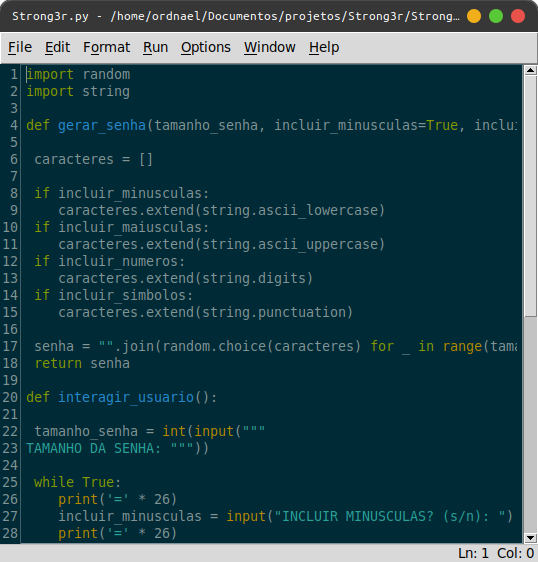 Strong3r.py - /home/ordnael/Documentos/projetos/Strong3r/Strong...
File Edit Format Run Options Window Help
1 import random
2 import string
3
4 def gerar_senha(tamanho_senha, incluir_minusculas=True, inclui
5
6 caracteres = []
7
8 if incluir_minusculas:
9 caracteres.extend(string.ascii_lowercase)
10 if incluir_maiusculas:
11 caracteres.extend(string.ascii_uppercase)
12 if incluir_numeros:
13 caracteres.extend(string.digits)
14 if incluir_simbolos:
15 caracteres.extend(string.punctuation)
16
17 senha = "".join(random.choice(caracteres) for _ in range(tama
18 return senha
19
20 def interagir_usuario():
21
22 tamanho_senha = int(input("""
23 TAMANHO DA SENHA: """))
24
25 while True:
26 print('=' * 26)
27 incluir_minusculas = input("INCLUIR MINUSCULAS? (s/n): ")
28 print('=' * 26)
Ln: 1 Col: 0